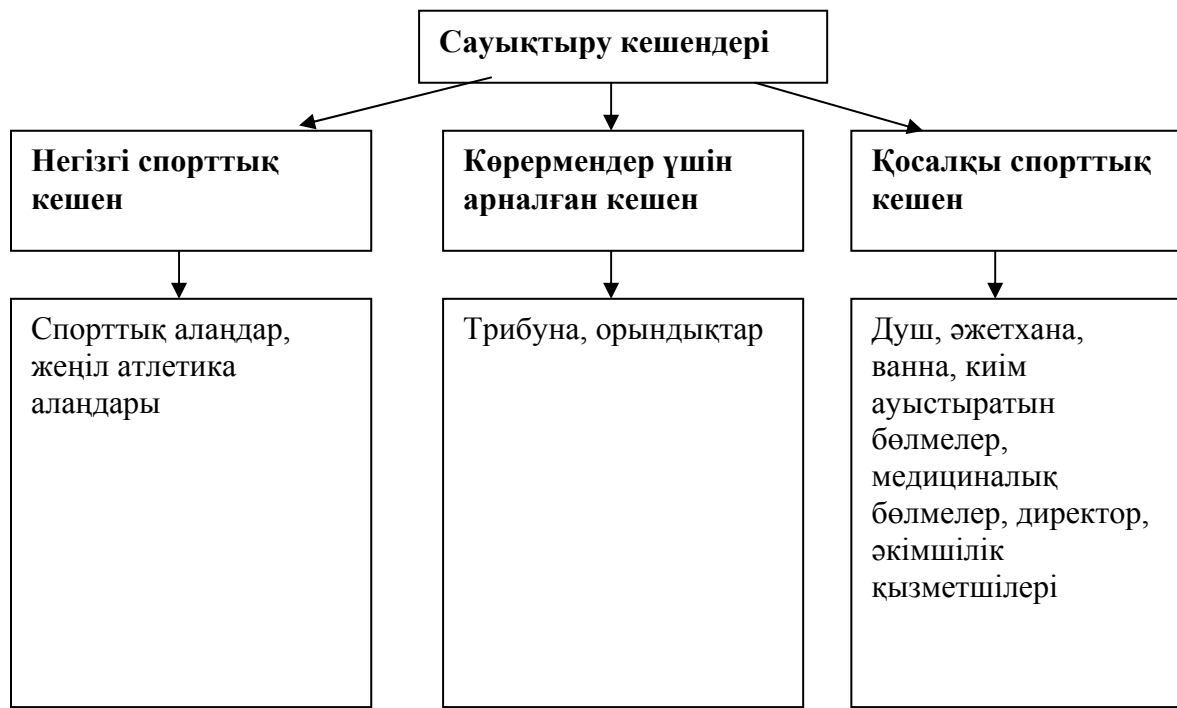 Сауықтыру кешендері
Негізгі спорттық
кешен
Көрермендер үшін
арналған кешен
Қосалқы спорттық
кешен
Спорттық алаңдар,
жеңіл атлетика
алаңдары
Трибуна, орындықтар
Душ, әжетхана,
ванна, киім
ауыстыратын
бөлмелер,
медициналық
бөлмелер, директор,
әкімшілік
қызметшілері